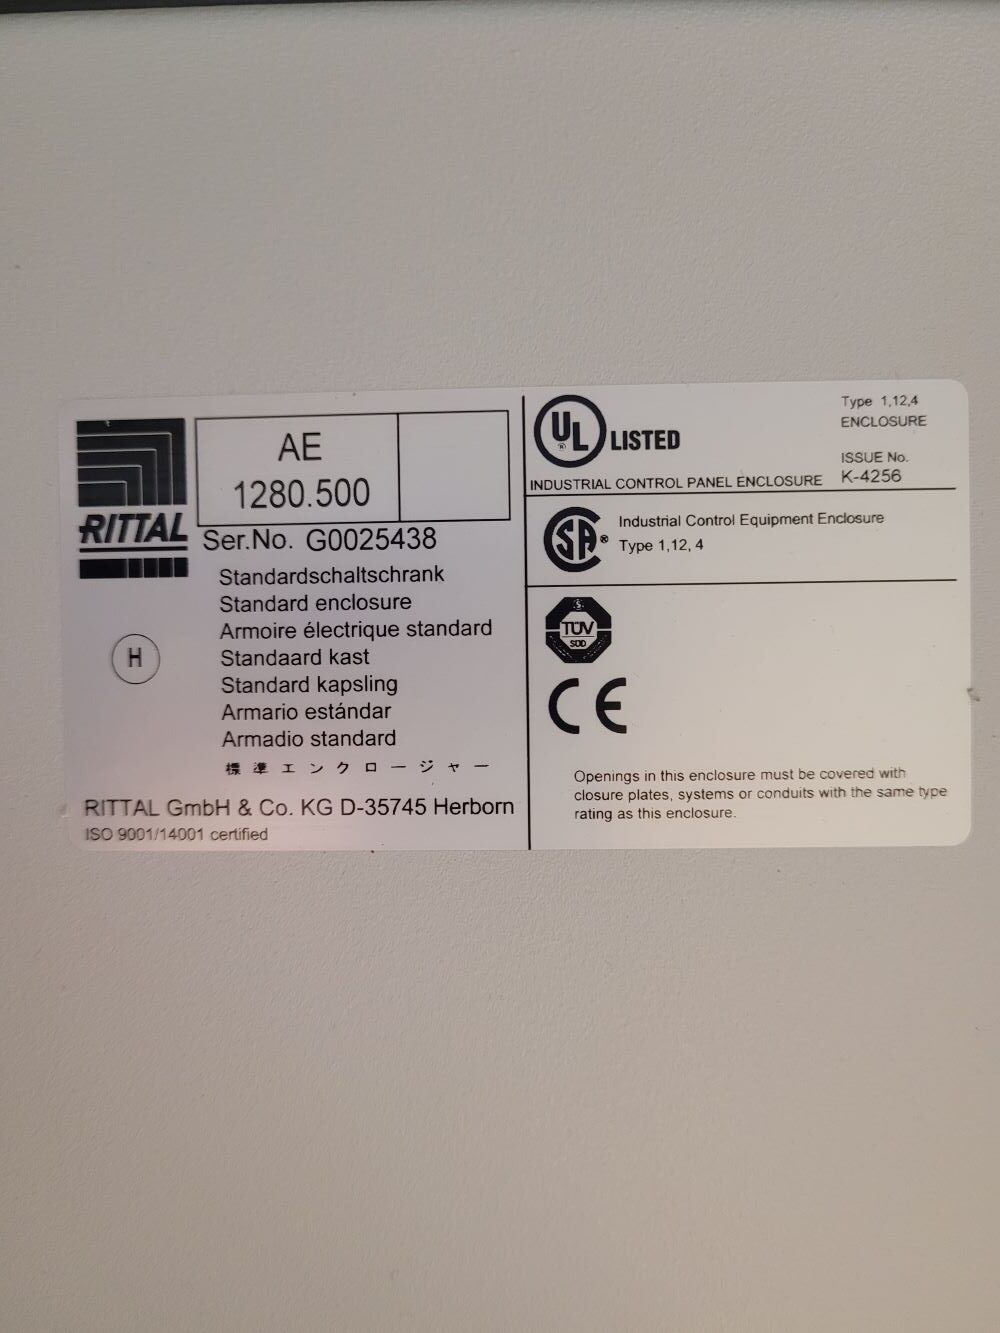 RITTAL
AE
1280.500
Ser.No. G0025438
Standardschaltschrank
Standard enclosure
Armoire électrique standard
Standaard kast
Standard kapsling
Armario estándar
Armadio standard
標準エンクロージャー
H
RITTAL GmbH & Co. KG D-35745 Herborn
ISO 9001/14001 certified
UL® LISTED
INDUSTRIAL CONTROL PANEL ENCLOSURE
Type 1,12,4
ENCLOSURE
ISSUE No.
K-4256
SA®
Industrial Control Equipment Enclosure
Type 1,12, 4
TÜV
SÜD
CE
Openings in this enclosure must be covered with
closure plates, systems or conduits with the same type
rating as this enclosure.